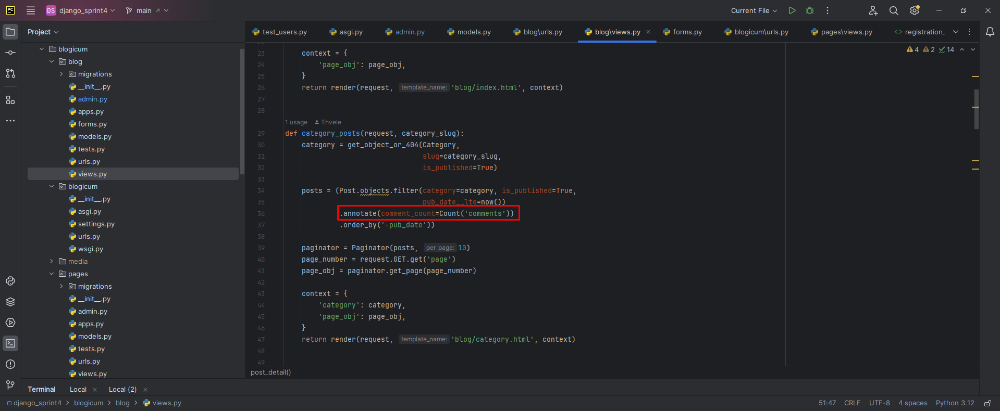 PC
DS django_sprint4 main Current File
Project test_users.py asgi.py admin.py models.py blog\urls.py blog\views.py forms.py blogicum\urls.py pages\views.py registration_
blogicum
blog
migrations
__init__.py
admin.py
apps.py
forms.py
models.py
tests.py
urls.py
views.py
blogicum
__init__.py
asgi.py
settings.py
urls.py
wsgi.py
media
pages
migrations
__init__.py
admin.py
apps.py
models.py
tests.py
urls.py
views.py
4 2 14
22
23 context = {
24 'page_obj': page_obj,
25 }
26 return render(request, template_name: 'blog/index.html', context)
27
28
1 usage Thvele
29 def category_posts(request, category_slug):
30 category = get_object_or_404(Category,
31 slug=category_slug,
32 is_published=True)
33
34 posts = (Post.objects.filter(category=category, is_published=True,
35 pub_date__lte=now())
36 .annotate(comment_count=Count('comments'))
37 .order_by('-pub_date'))
38
39 paginator = Paginator(posts, per_page: 10)
40 page_number = request.GET.get('page')
41 page_obj = paginator.get_page(page_number)
42
43 context = {
44 'category': category,
45 'page_obj': page_obj,
46 }
47 return render(request, template_name: 'blog/category.html', context)
48
49
post_detail()
Terminal Local Local (2)
django_sprint4 blogicum blog views.py 51:47 CRLF UTF-8 4 spaces Python 3.12